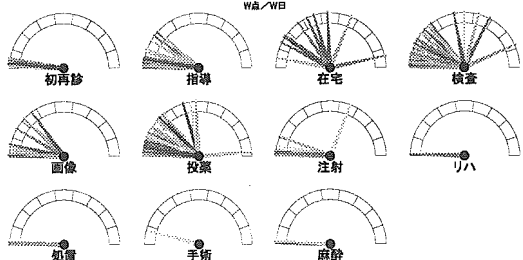 W点／W日
初再診 指導 在宅 検査
画像 投薬 注射 リハ
処置 手術 麻酔